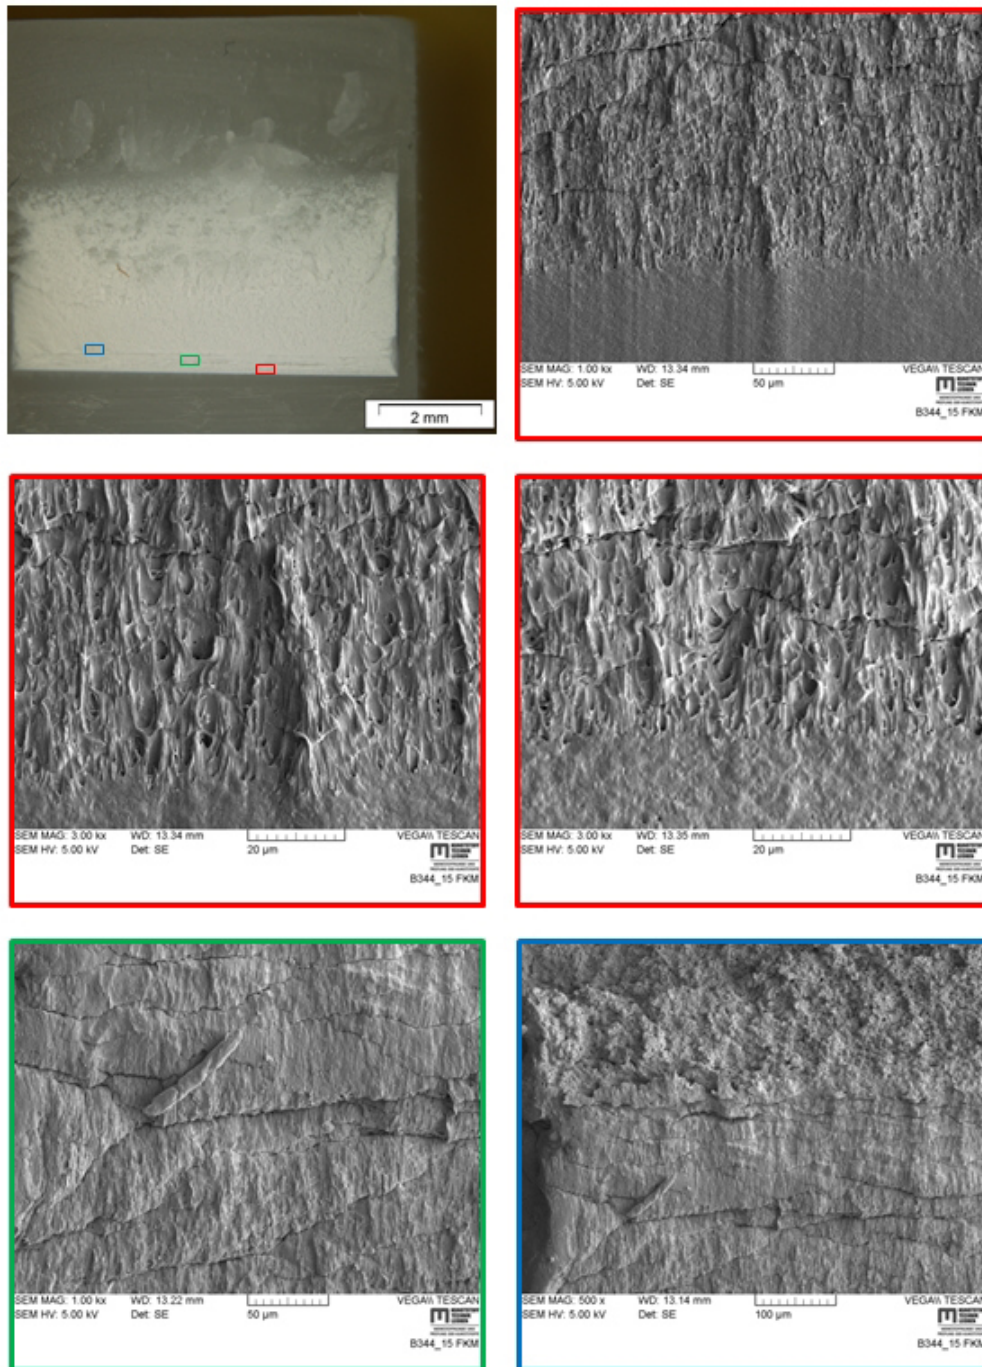 2 mm
SEM MAG: 1.00 kx WD: 13.34 mm VEGA\\ TESCAN
SEM HV: 5.00 kV Det: SE 50 µm
B344_15 FKM
SEM MAG: 3.00 kx WD: 13.34 mm VEGA\\ TESCAN
SEM HV: 5.00 kV Det: SE 20 µm
B344_15 FKM
SEM MAG: 3.00 kx WD: 13.35 mm VEGA\\ TESCAN
SEM HV: 5.00 kV Det: SE 20 µm
B344_15 FKM
SEM MAG: 1.00 kx WD: 13.22 mm VEGA\\ TESCAN
SEM HV: 5.00 kV Det: SE 50 µm
B344_15 FKM
SEM MAG: 500 x WD: 13.14 mm VEGA\\ TESCAN
SEM HV: 5.00 kV Det: SE 100 µm
B344_15 FKM